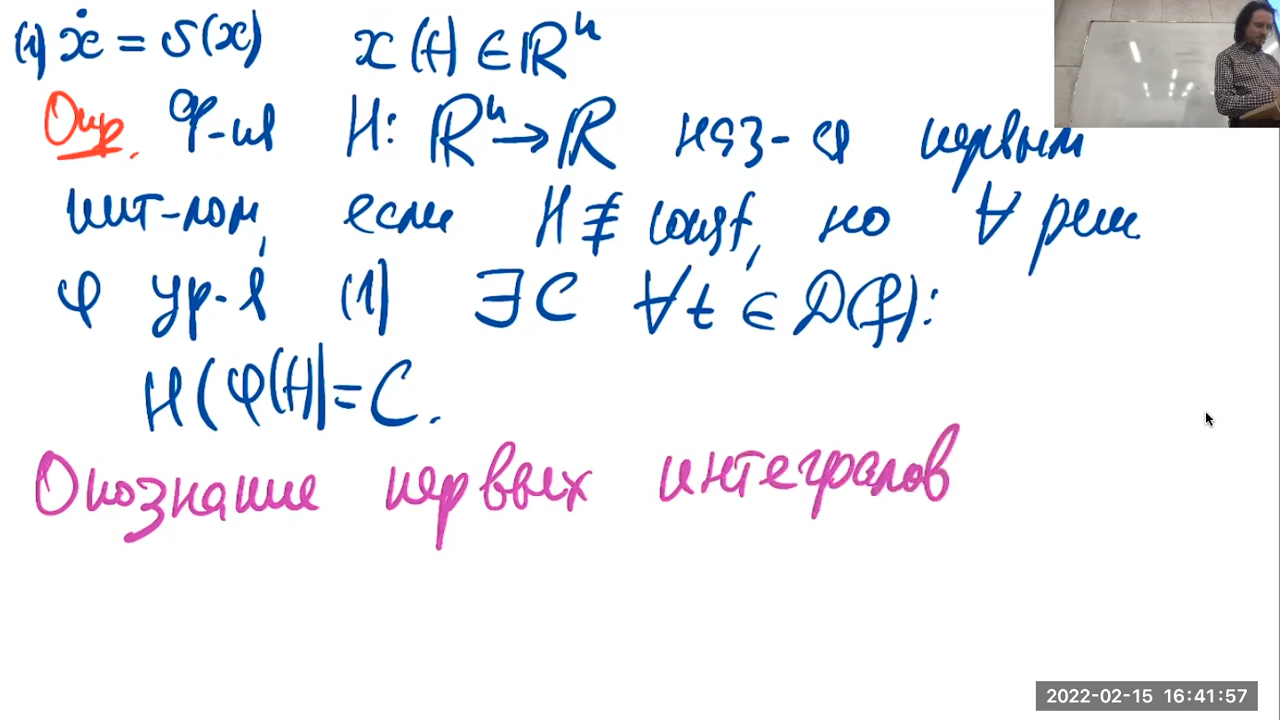 (1) ẋ = v(x) x(t) ∈ ℝⁿ
Опр. Ф-ия H: ℝⁿ → ℝ наз-ся первым
инт-лом, если H ≢ const, но ∀ реш
φ ур-я (1) ∃ C ∀ t ∈ D(φ):
H(φ(t)) = C.
Опознание первых интегралов
2022-02-15 16:41:57